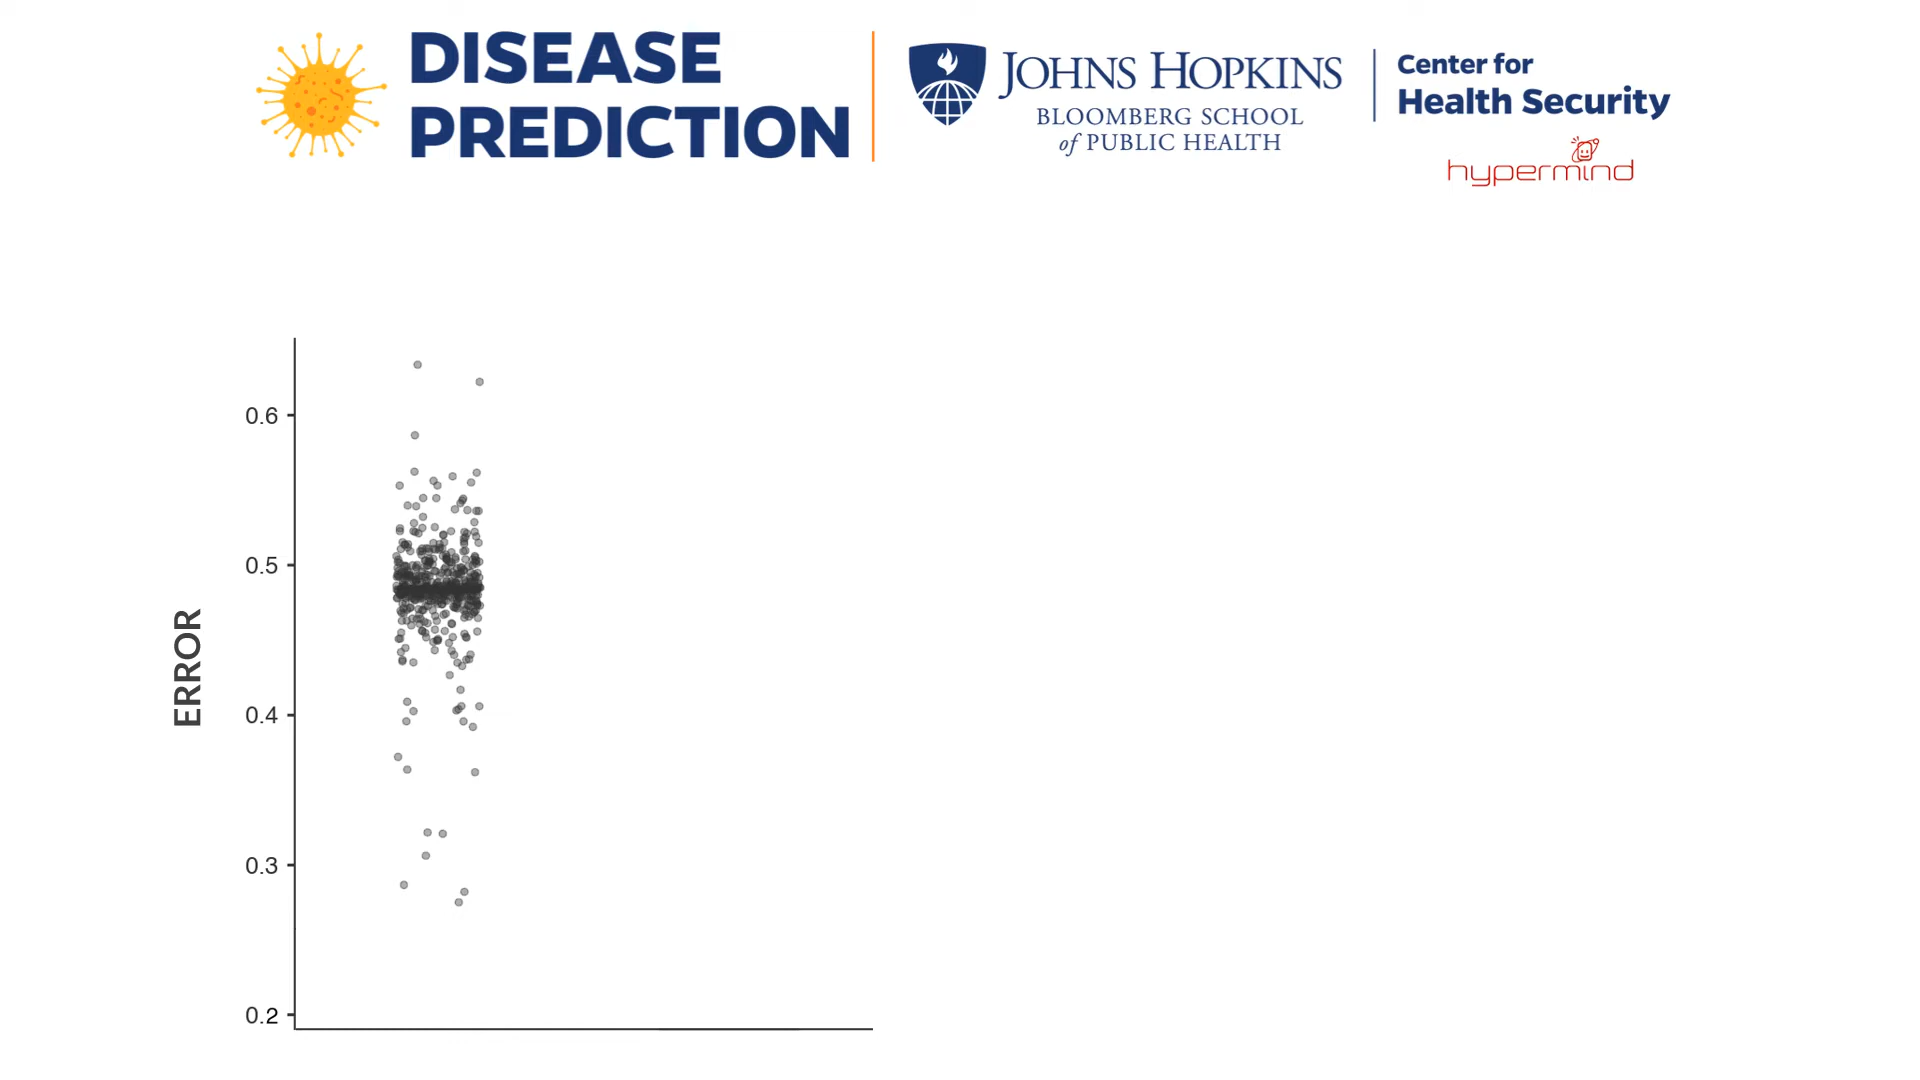 DISEASE
PREDICTION
JOHNS HOPKINS
BLOOMBERG SCHOOL
of PUBLIC HEALTH
Center for
Health Security
hypermind
ERROR
0.6
0.5
0.4
0.3
0.2